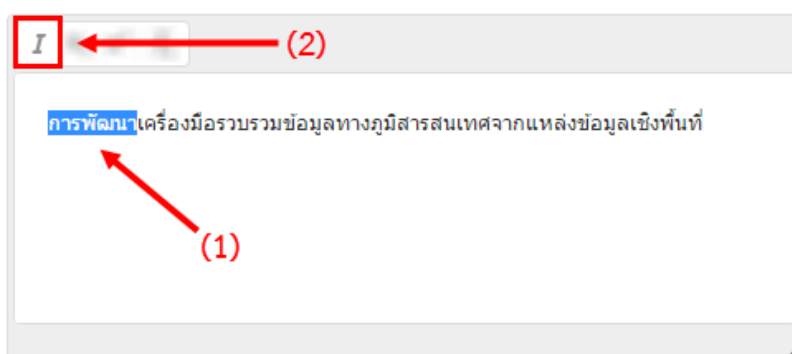 I
(2)
การพัฒนาเครื่องมือรวบรวมข้อมูลทางภูมิสารสนเทศจากแหล่งข้อมูลเชิงพื้นที่
(1)